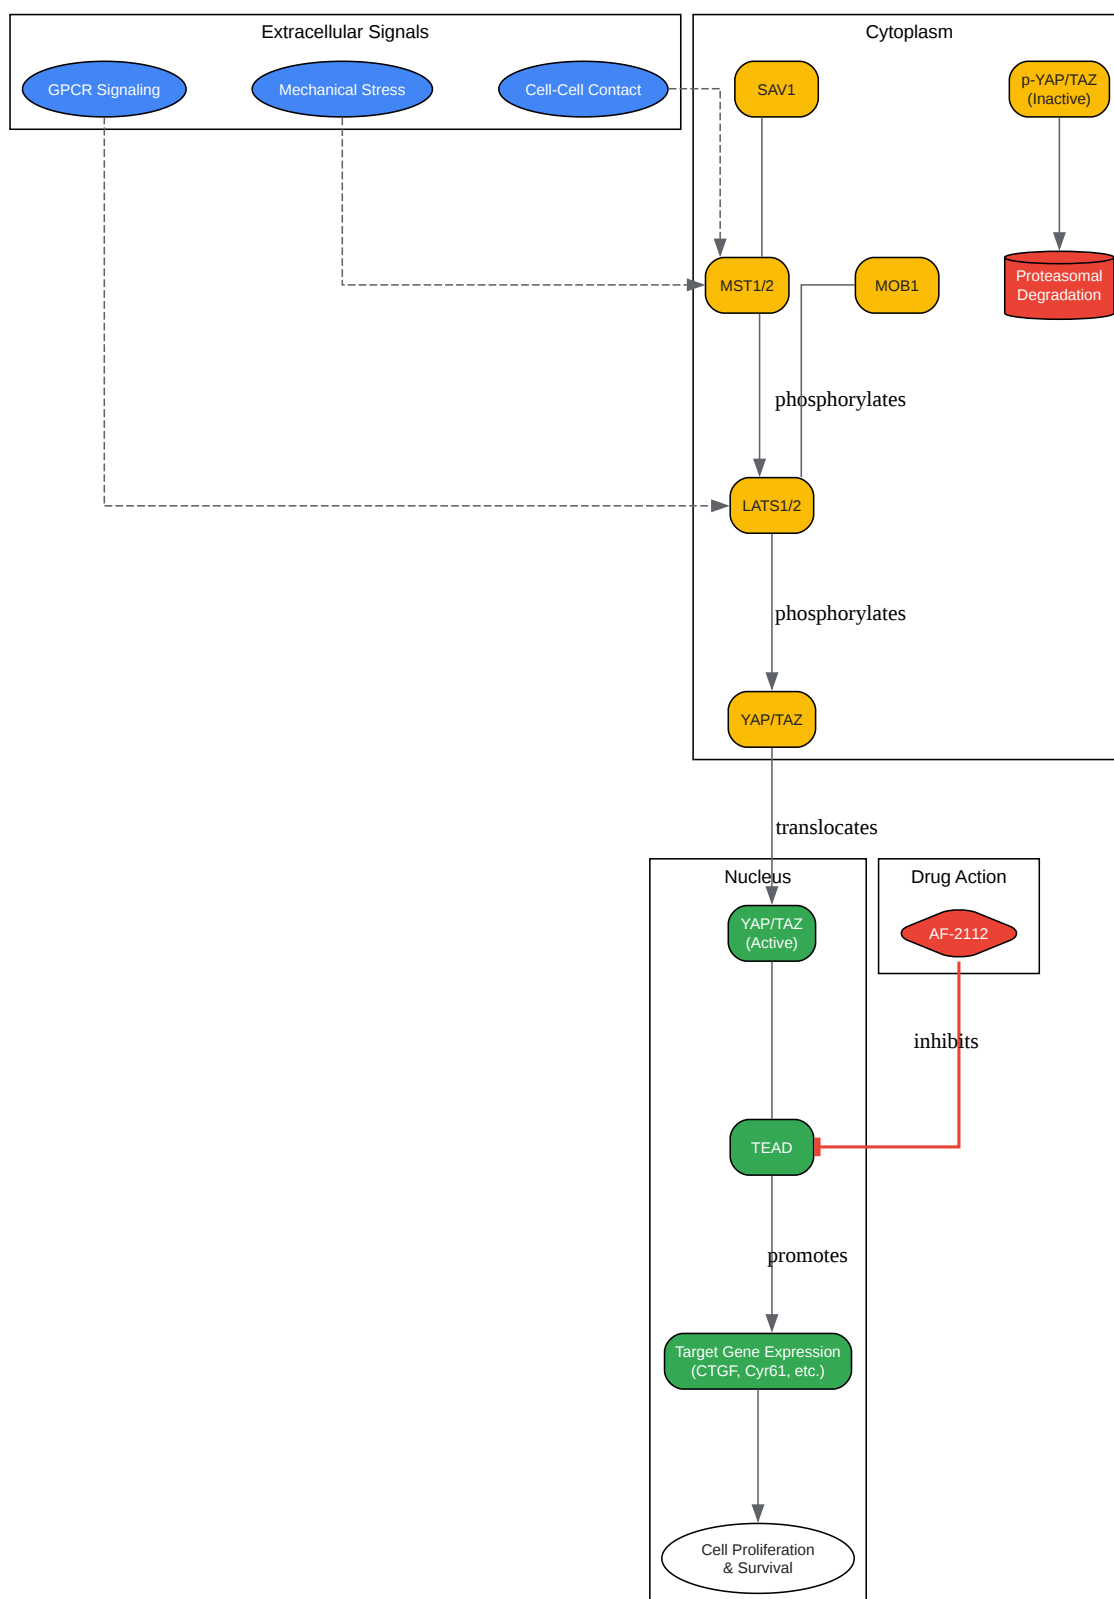 Extracellular Signals
Cytoplasm
GPCR Signaling
Mechanical Stress
Cell-Cell Contact
SAV1
p-YAP/TAZ
(Inactive)
MST1/2
MOB1
Proteasomal
Degradation
phosphorylates
LATS1/2
phosphorylates
YAP/TAZ
translocates
Nucleus
Drug Action
YAP/TAZ
(Active)
AF-2112
inhibits
TEAD
promotes
Target Gene Expression
(CTGF, Cyr61, etc.)
Cell Proliferation
& Survival